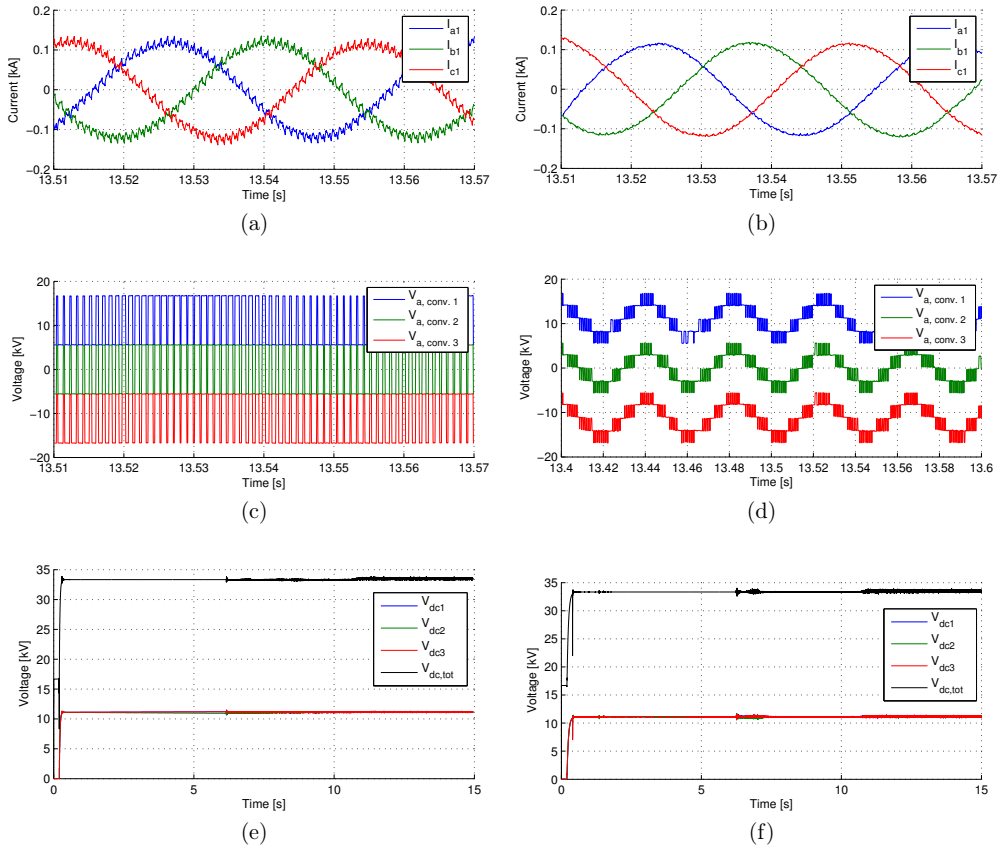 0.2
0.1
0
−0.1
−0.2
Current [kA]
I_a1
I_b1
I_c1
13.51 13.52 13.53 13.54 13.55 13.56 13.57
Time [s]
(a)
0.2
0.1
0
−0.1
−0.2
Current [kA]
I_a1
I_b1
I_c1
13.51 13.52 13.53 13.54 13.55 13.56 13.57
Time [s]
(b)
20
10
0
−10
−20
Voltage [kV]
V_a, conv. 1
V_a, conv. 2
V_a, conv. 3
13.51 13.52 13.53 13.54 13.55 13.56 13.57
Time [s]
(c)
20
10
0
−10
−20
Voltage [kV]
V_a, conv. 1
V_a, conv. 2
V_a, conv. 3
13.4 13.42 13.44 13.46 13.48 13.5 13.52 13.54 13.56 13.58 13.6
Time [s]
(d)
35
30
25
20
15
10
5
0
Voltage [kV]
V_dc1
V_dc2
V_dc3
V_dc,tot
0 5 10 15
Time [s]
(e)
35
30
25
20
15
10
5
0
Voltage [kV]
V_dc1
V_dc2
V_dc3
V_dc,tot
0 5 10 15
Time [s]
(f)